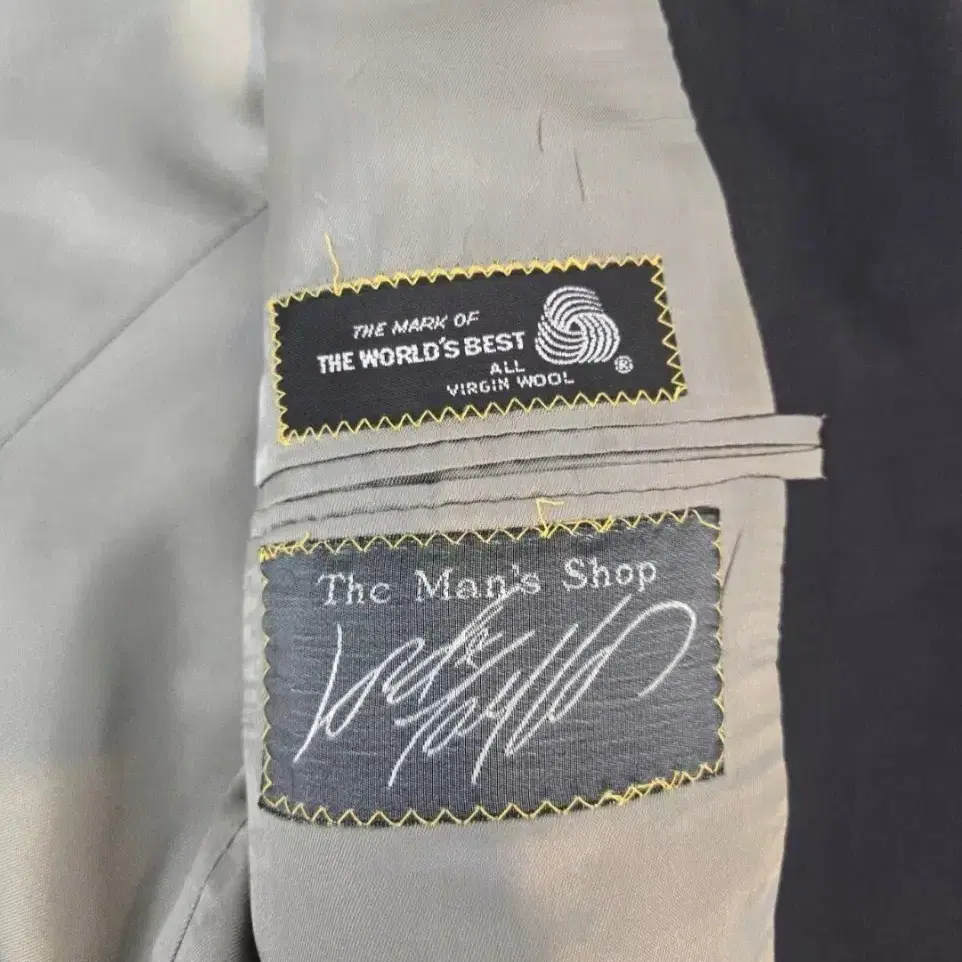 THE MARK OF
THE WORLD'S BEST
ALL
VIRGIN WOOL
®
The Man's Shop